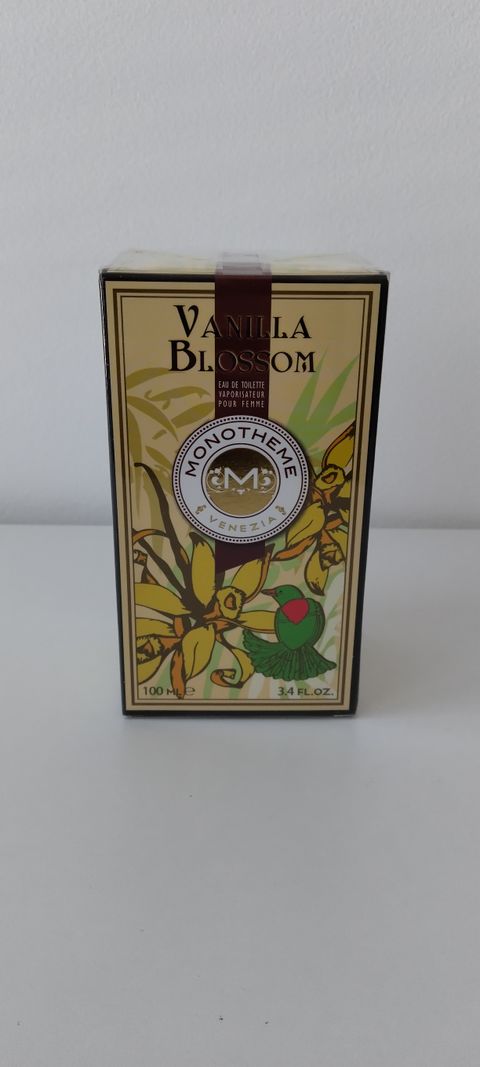 VANILLA
BLOSSOM
EAU DE TOILETTE
VAPORISATEUR
POUR FEMME
MONOTHEME
M
VENEZIA
100 ML℮ 3.4 FL.OZ.